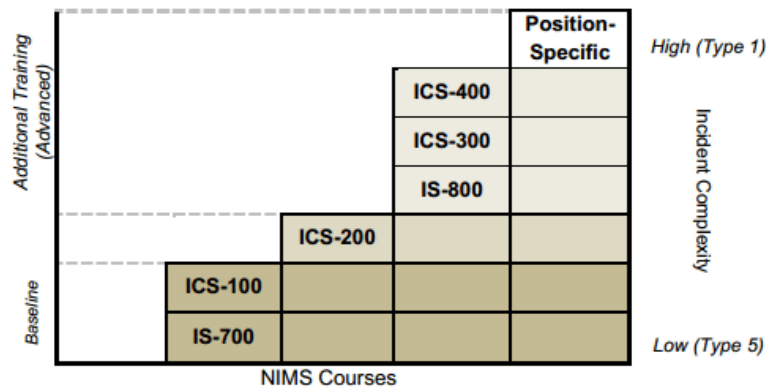 Position-
Specific
High (Type 1)
Additional Training
(Advanced)
ICS-400
ICS-300
IS-800
Incident Complexity
ICS-200
Baseline
ICS-100
IS-700
Low (Type 5)
NIMS Courses